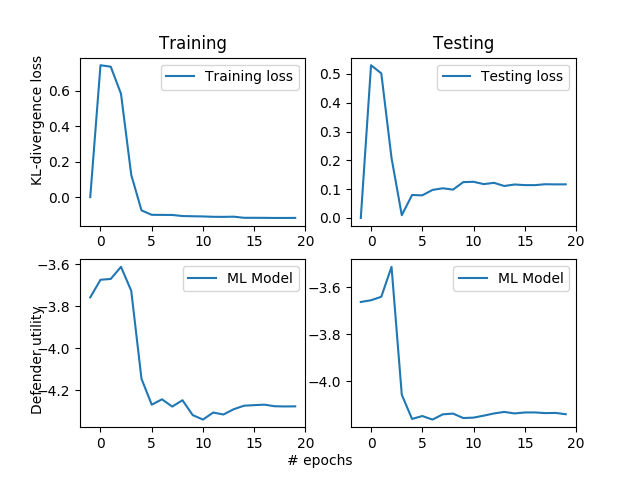 Training
Testing
KL-divergence loss
0.6
0.4
0.2
0.0
Training loss
0 5 10 15 20
0.5
0.4
0.3
0.2
0.1
0.0
Testing loss
0 5 10 15 20
Defender utility
−3.6
−3.8
−4.0
−4.2
ML Model
0 5 10 15 20
−3.6
−3.8
−4.0
ML Model
0 5 10 15 20
# epochs